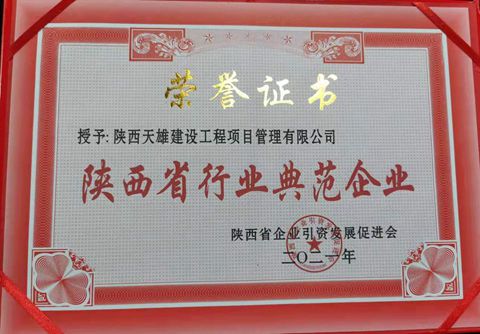 荣誉证书
授予:陕西天雄建设工程项目管理有限公司
陕西省行业典范企业
陕西省企业引资发展促进会
二〇二一年